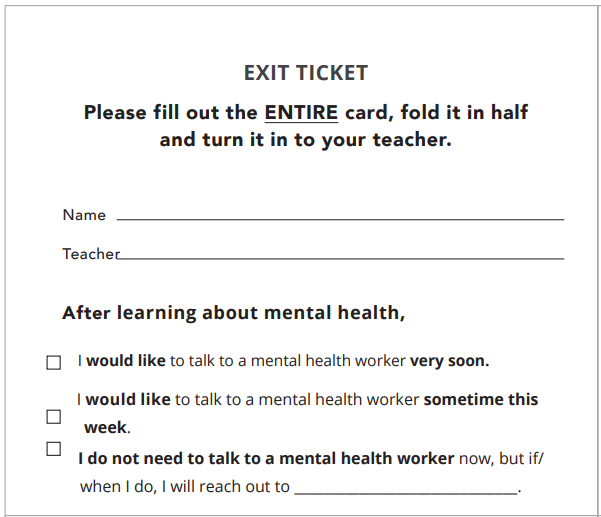 EXIT TICKET
Please fill out the ENTIRE card, fold it in half
and turn it in to your teacher.
Name
Teacher
After learning about mental health,
I would like to talk to a mental health worker very soon.
I would like to talk to a mental health worker sometime this
week.
I do not need to talk to a mental health worker now, but if/
when I do, I will reach out to ___________________________.